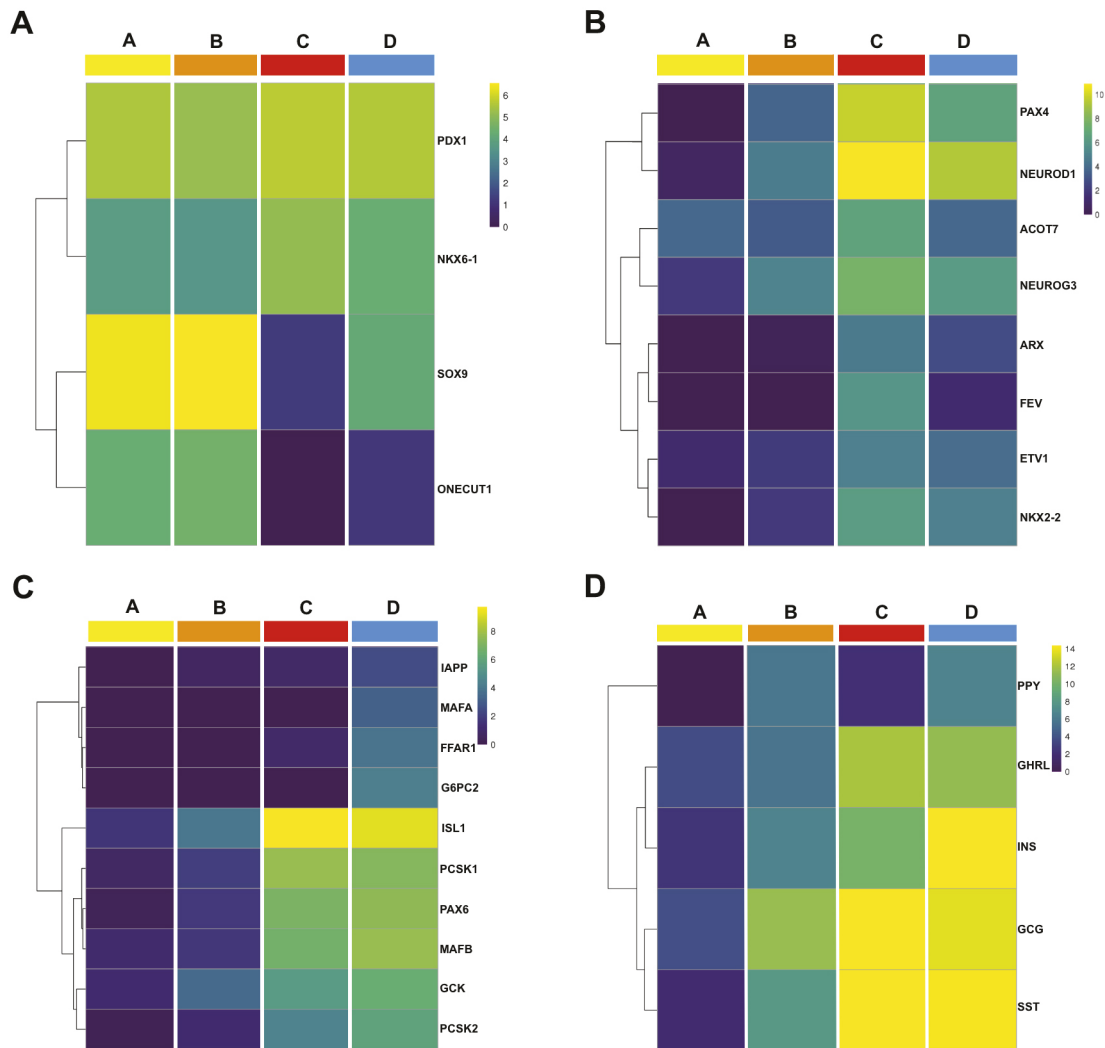 A
A B C D
6
5
4
3
2
1
0
PDX1
NKX6-1
SOX9
ONECUT1
B
A B C D
10
8
6
4
2
0
PAX4
NEUROD1
ACOT7
NEUROG3
ARX
FEV
ETV1
NKX2-2
C
A B C D
8
6
4
2
0
IAPP
MAFA
FFAR1
G6PC2
ISL1
PCSK1
PAX6
MAFB
GCK
PCSK2
D
A B C D
14
12
10
8
6
4
2
0
PPY
GHRL
INS
GCG
SST